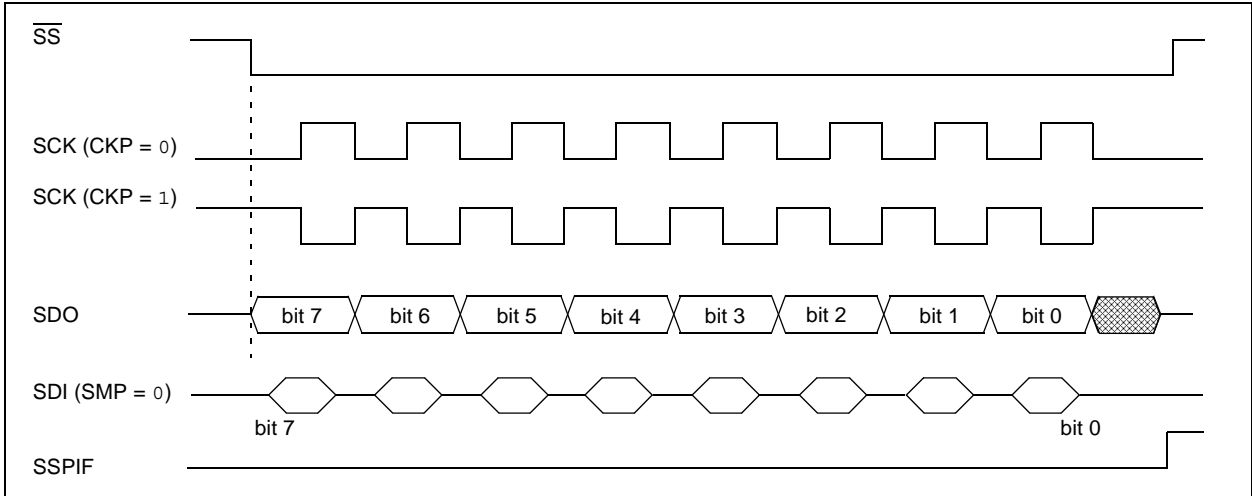 SS
SCK (CKP = 0)
SCK (CKP = 1)
SDO
bit 7 bit 6 bit 5 bit 4 bit 3 bit 2 bit 1 bit 0
SDI (SMP = 0)
bit 7 bit 0
SSPIF